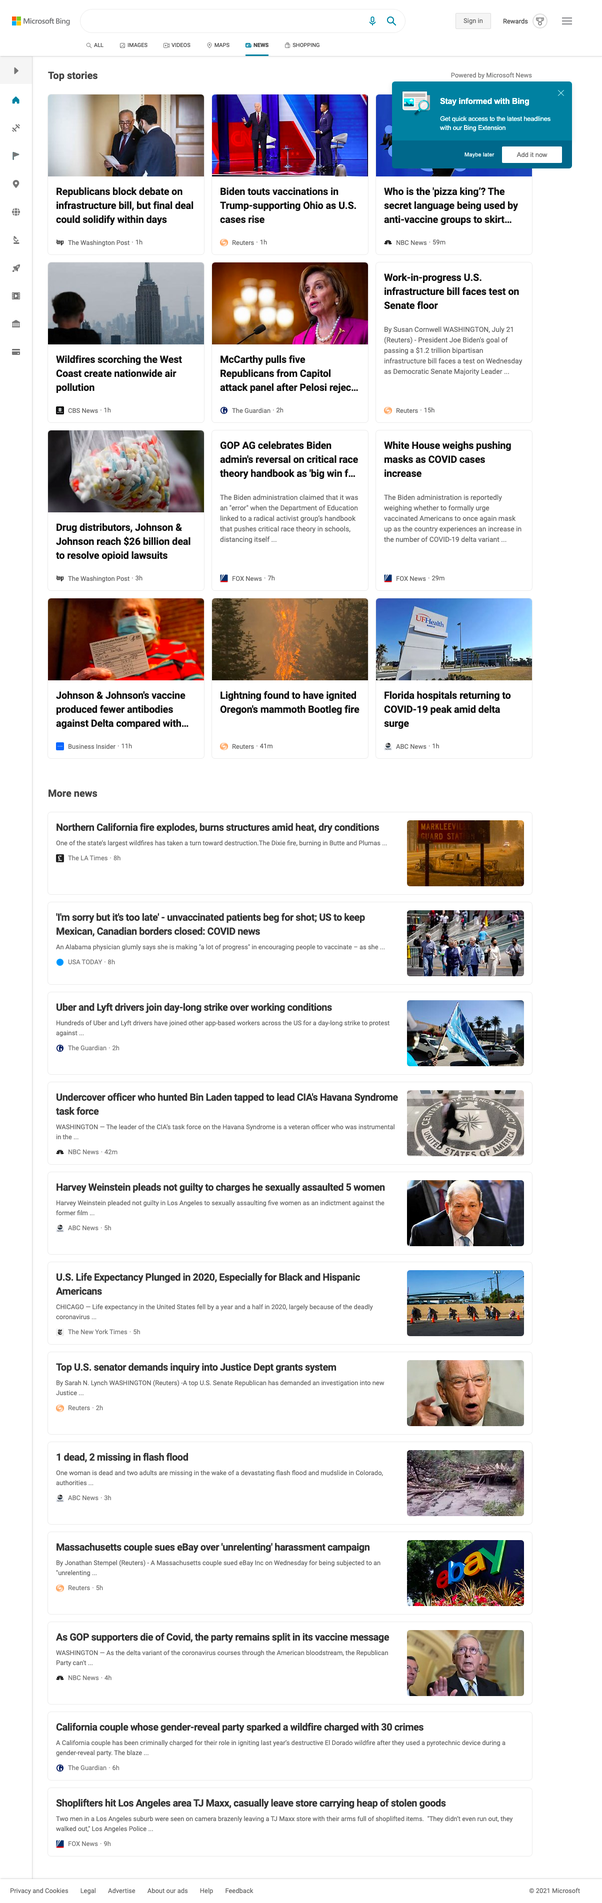 Microsoft Bing
Sign in
Rewards
ALL
IMAGES
VIDEOS
MAPS
NEWS
SHOPPING
Top stories
Powered by Microsoft News
Stay informed with Bing
Get quick access to the latest headlines
with our Bing Extension
Maybe later
Add it now
Republicans block debate on
infrastructure bill, but final deal
could solidify within days
wp The Washington Post · 1h
Biden touts vaccinations in
Trump-supporting Ohio as U.S.
cases rise
Reuters · 1h
Who is the 'pizza king'? The
secret language being used by
anti-vaccine groups to skirt...
NBC News · 59m
Wildfires scorching the West
Coast create nationwide air
pollution
CBS News · 1h
McCarthy pulls five
Republicans from Capitol
attack panel after Pelosi rejec...
The Guardian · 2h
Work-in-progress U.S.
infrastructure bill faces test on
Senate floor
By Susan Cornwell WASHINGTON, July 21
(Reuters) - President Joe Biden's goal of
passing a $1.2 trillion bipartisan
infrastructure bill faces a test on Wednesday
as Democratic Senate Majority Leader ...
Reuters · 15h
Drug distributors, Johnson &
Johnson reach $26 billion deal
to resolve opioid lawsuits
wp The Washington Post · 3h
GOP AG celebrates Biden
admin's reversal on critical race
theory handbook as 'big win f...
The Biden administration claimed that it was
an "error" when the Department of Education
linked to a radical activist group's handbook
that pushes critical race theory in schools,
distancing itself ...
FOX News · 7h
White House weighs pushing
masks as COVID cases
increase
The Biden administration is reportedly
weighing whether to formally urge
vaccinated Americans to once again mask
up as the country experiences an increase in
the number of COVID-19 delta variant ...
FOX News · 29m
UFHealth
Johnson & Johnson's vaccine
produced fewer antibodies
against Delta compared with...
Business Insider · 11h
Lightning found to have ignited
Oregon's mammoth Bootleg fire
Reuters · 41m
Florida hospitals returning to
COVID-19 peak amid delta
surge
ABC News · 1h
More news
Northern California fire explodes, burns structures amid heat, dry conditions
One of the state's largest wildfires has taken a turn toward destruction.The Dixie fire, burning in Butte and Plumas ...
The LA Times · 8h
MARKLEEVILLE
GUARD STATION
'I'm sorry but it's too late' - unvaccinated patients beg for shot; US to keep
Mexican, Canadian borders closed: COVID news
An Alabama physician glumly says she is making "a lot of progress" in encouraging people to vaccinate – as she ...
USA TODAY · 8h
Uber and Lyft drivers join day-long strike over working conditions
Hundreds of Uber and Lyft drivers have joined other app-based workers across the US for a day-long strike to protest
against ...
The Guardian · 2h
Undercover officer who hunted Bin Laden tapped to lead CIA's Havana Syndrome
task force
WASHINGTON — The leader of the CIA's task force on the Havana Syndrome is a veteran officer who was instrumental
in the ...
NBC News · 42m
UNITED STATES OF AMERICA
Harvey Weinstein pleads not guilty to charges he sexually assaulted 5 women
Harvey Weinstein pleaded not guilty in Los Angeles to sexually assaulting five women as an indictment against the
former film ...
ABC News · 5h
U.S. Life Expectancy Plunged in 2020, Especially for Black and Hispanic
Americans
CHICAGO — Life expectancy in the United States fell by a year and a half in 2020, largely because of the deadly
coronavirus ...
The New York Times · 5h
Top U.S. senator demands inquiry into Justice Dept grants system
By Sarah N. Lynch WASHINGTON (Reuters) -A top U.S. Senate Republican has demanded an investigation into new
Justice ...
Reuters · 2h
1 dead, 2 missing in flash flood
One woman is dead and two adults are missing in the wake of a devastating flash flood and mudslide in Colorado,
authorities ...
ABC News · 3h
Massachusetts couple sues eBay over 'unrelenting' harassment campaign
By Jonathan Stempel (Reuters) - A Massachusetts couple sued eBay Inc on Wednesday for being subjected to an
"unrelenting ...
Reuters · 5h
ebay
As GOP supporters die of Covid, the party remains split in its vaccine message
WASHINGTON — As the delta variant of the coronavirus courses through the American bloodstream, the Republican
Party can't ...
NBC News · 4h
California couple whose gender-reveal party sparked a wildfire charged with 30 crimes
A California couple has been criminally charged for their role in igniting last year's destructive El Dorado wildfire after they used a pyrotechnic device during a
gender-reveal party. The blaze ...
The Guardian · 6h
Shoplifters hit Los Angeles area TJ Maxx, casually leave store carrying heap of stolen goods
Two men in a Los Angeles suburb were seen on camera brazenly leaving a TJ Maxx store with their arms full of shoplifted items. "They didn't even run out, they
walked out," Los Angeles Police ...
FOX News · 9h
Privacy and Cookies
Legal
Advertise
About our ads
Help
Feedback
© 2021 Microsoft